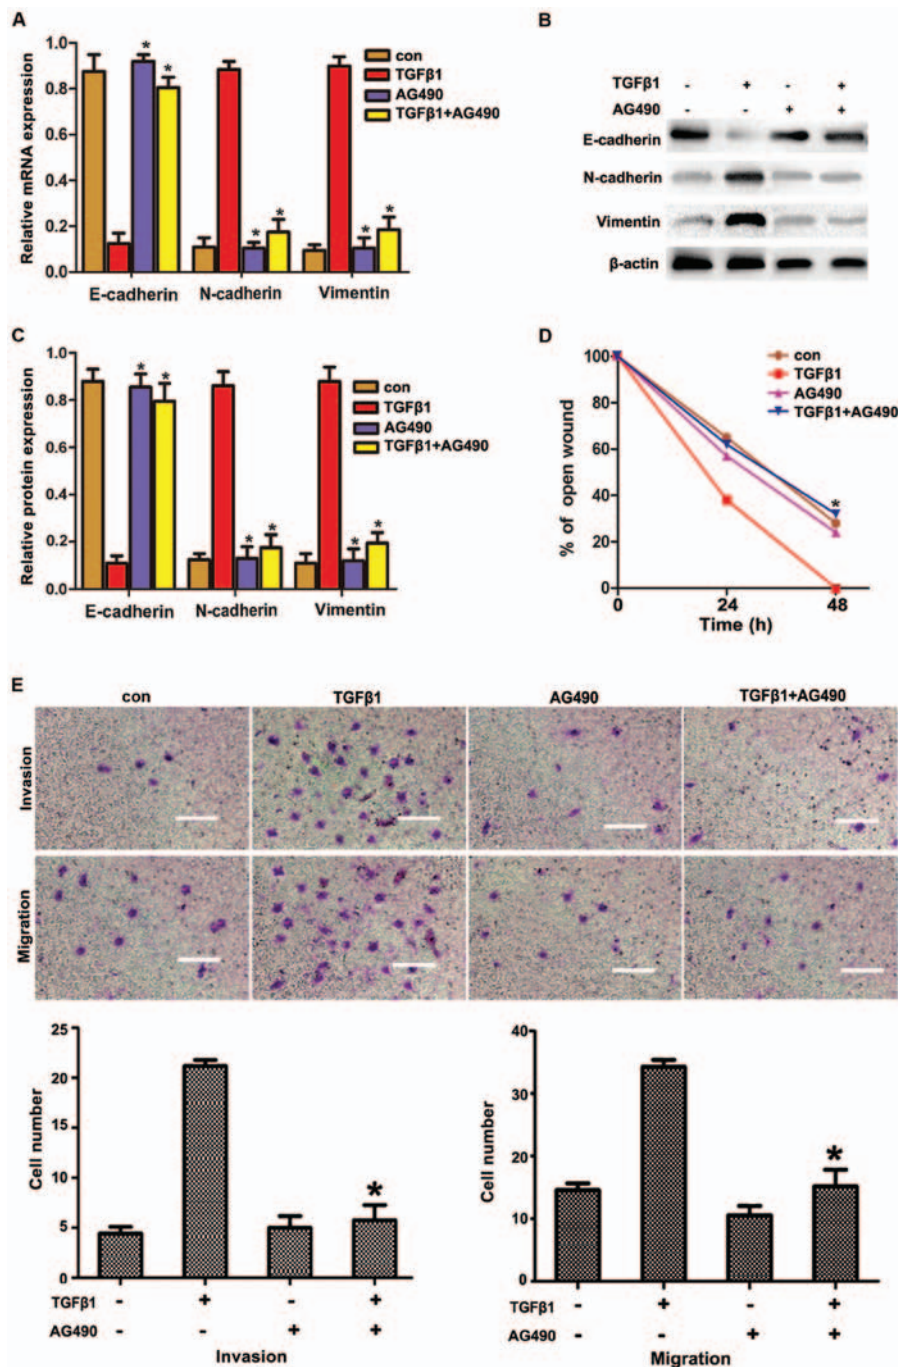 A
Relative mRNA expression
1.0
0.8
0.6
0.4
0.2
0.0
* * * * * *
con
TGFβ1
AG490
TGFβ1+AG490
E-cadherin N-cadherin Vimentin
B
TGFβ1 - + - +
AG490 - - + +
E-cadherin
N-cadherin
Vimentin
β-actin
C
Relative protein expression
1.0
0.8
0.6
0.4
0.2
0.0
* * * * * *
con
TGFβ1
AG490
TGFβ1+AG490
E-cadherin N-cadherin Vimentin
D
% of open wound
100
80
60
40
20
0
con
TGFβ1
AG490
TGFβ1+AG490
*
0 24 48
Time (h)
E
con TGFβ1 AG490 TGFβ1+AG490
Invasion
Migration
Cell number
25
20
15
10
5
0
*
TGFβ1 - + - +
AG490 - - + +
Invasion
Cell number
40
30
20
10
0
*
TGFβ1 - + - +
AG490 - - + +
Migration